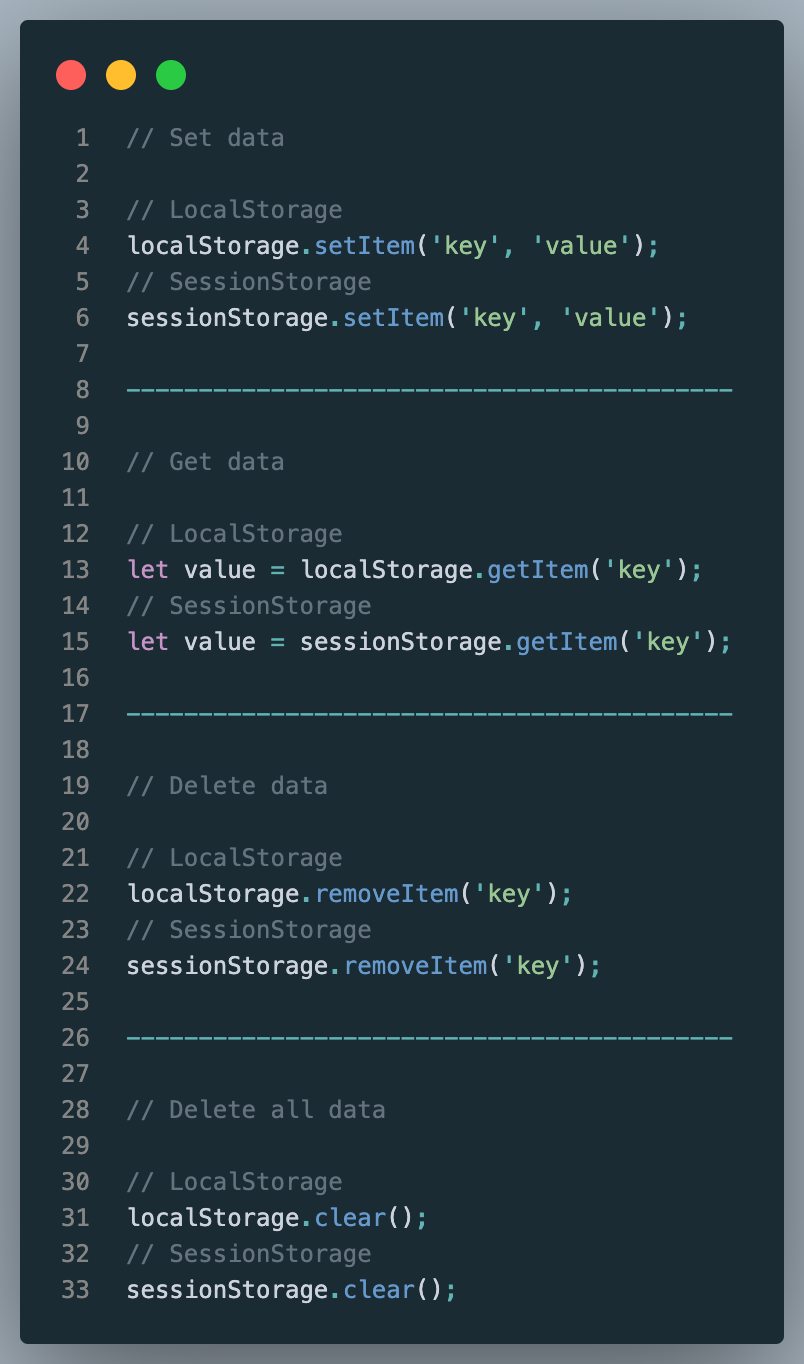 1 // Set data
2
3 // LocalStorage
4 localStorage.setItem('key', 'value');
5 // SessionStorage
6 sessionStorage.setItem('key', 'value');
7
8 ------------------------------------------
9
10 // Get data
11
12 // LocalStorage
13 let value = localStorage.getItem('key');
14 // SessionStorage
15 let value = sessionStorage.getItem('key');
16
17 ------------------------------------------
18
19 // Delete data
20
21 // LocalStorage
22 localStorage.removeItem('key');
23 // SessionStorage
24 sessionStorage.removeItem('key');
25
26 ------------------------------------------
27
28 // Delete all data
29
30 // LocalStorage
31 localStorage.clear();
32 // SessionStorage
33 sessionStorage.clear();